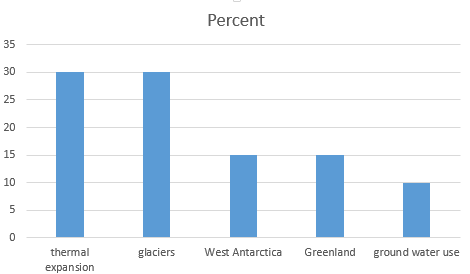 Percent
35
30
25
20
15
10
5
0
thermal
expansion
glaciers
West Antarctica
Greenland
ground water use